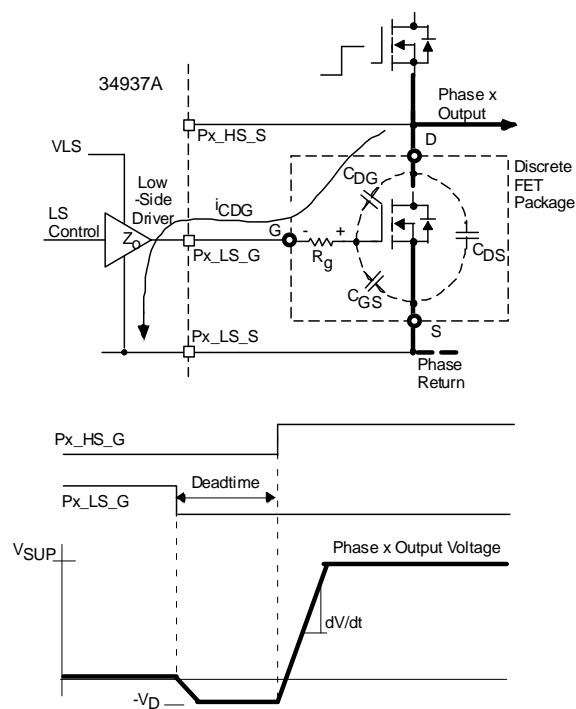 34937A
Phase x
Output
Px_HS_S
D
VLS
Discrete
FET
Package
Low
-Side
Driver
iCDG
CDG
LS
Control
ZO
G
- +
Rg
CDS
Px_LS_G
CGS
Px_LS_S
S
Phase
Return
Px_HS_G
Deadtime
Px_LS_G
VSUP
Phase x Output Voltage
dV/dt
-VD